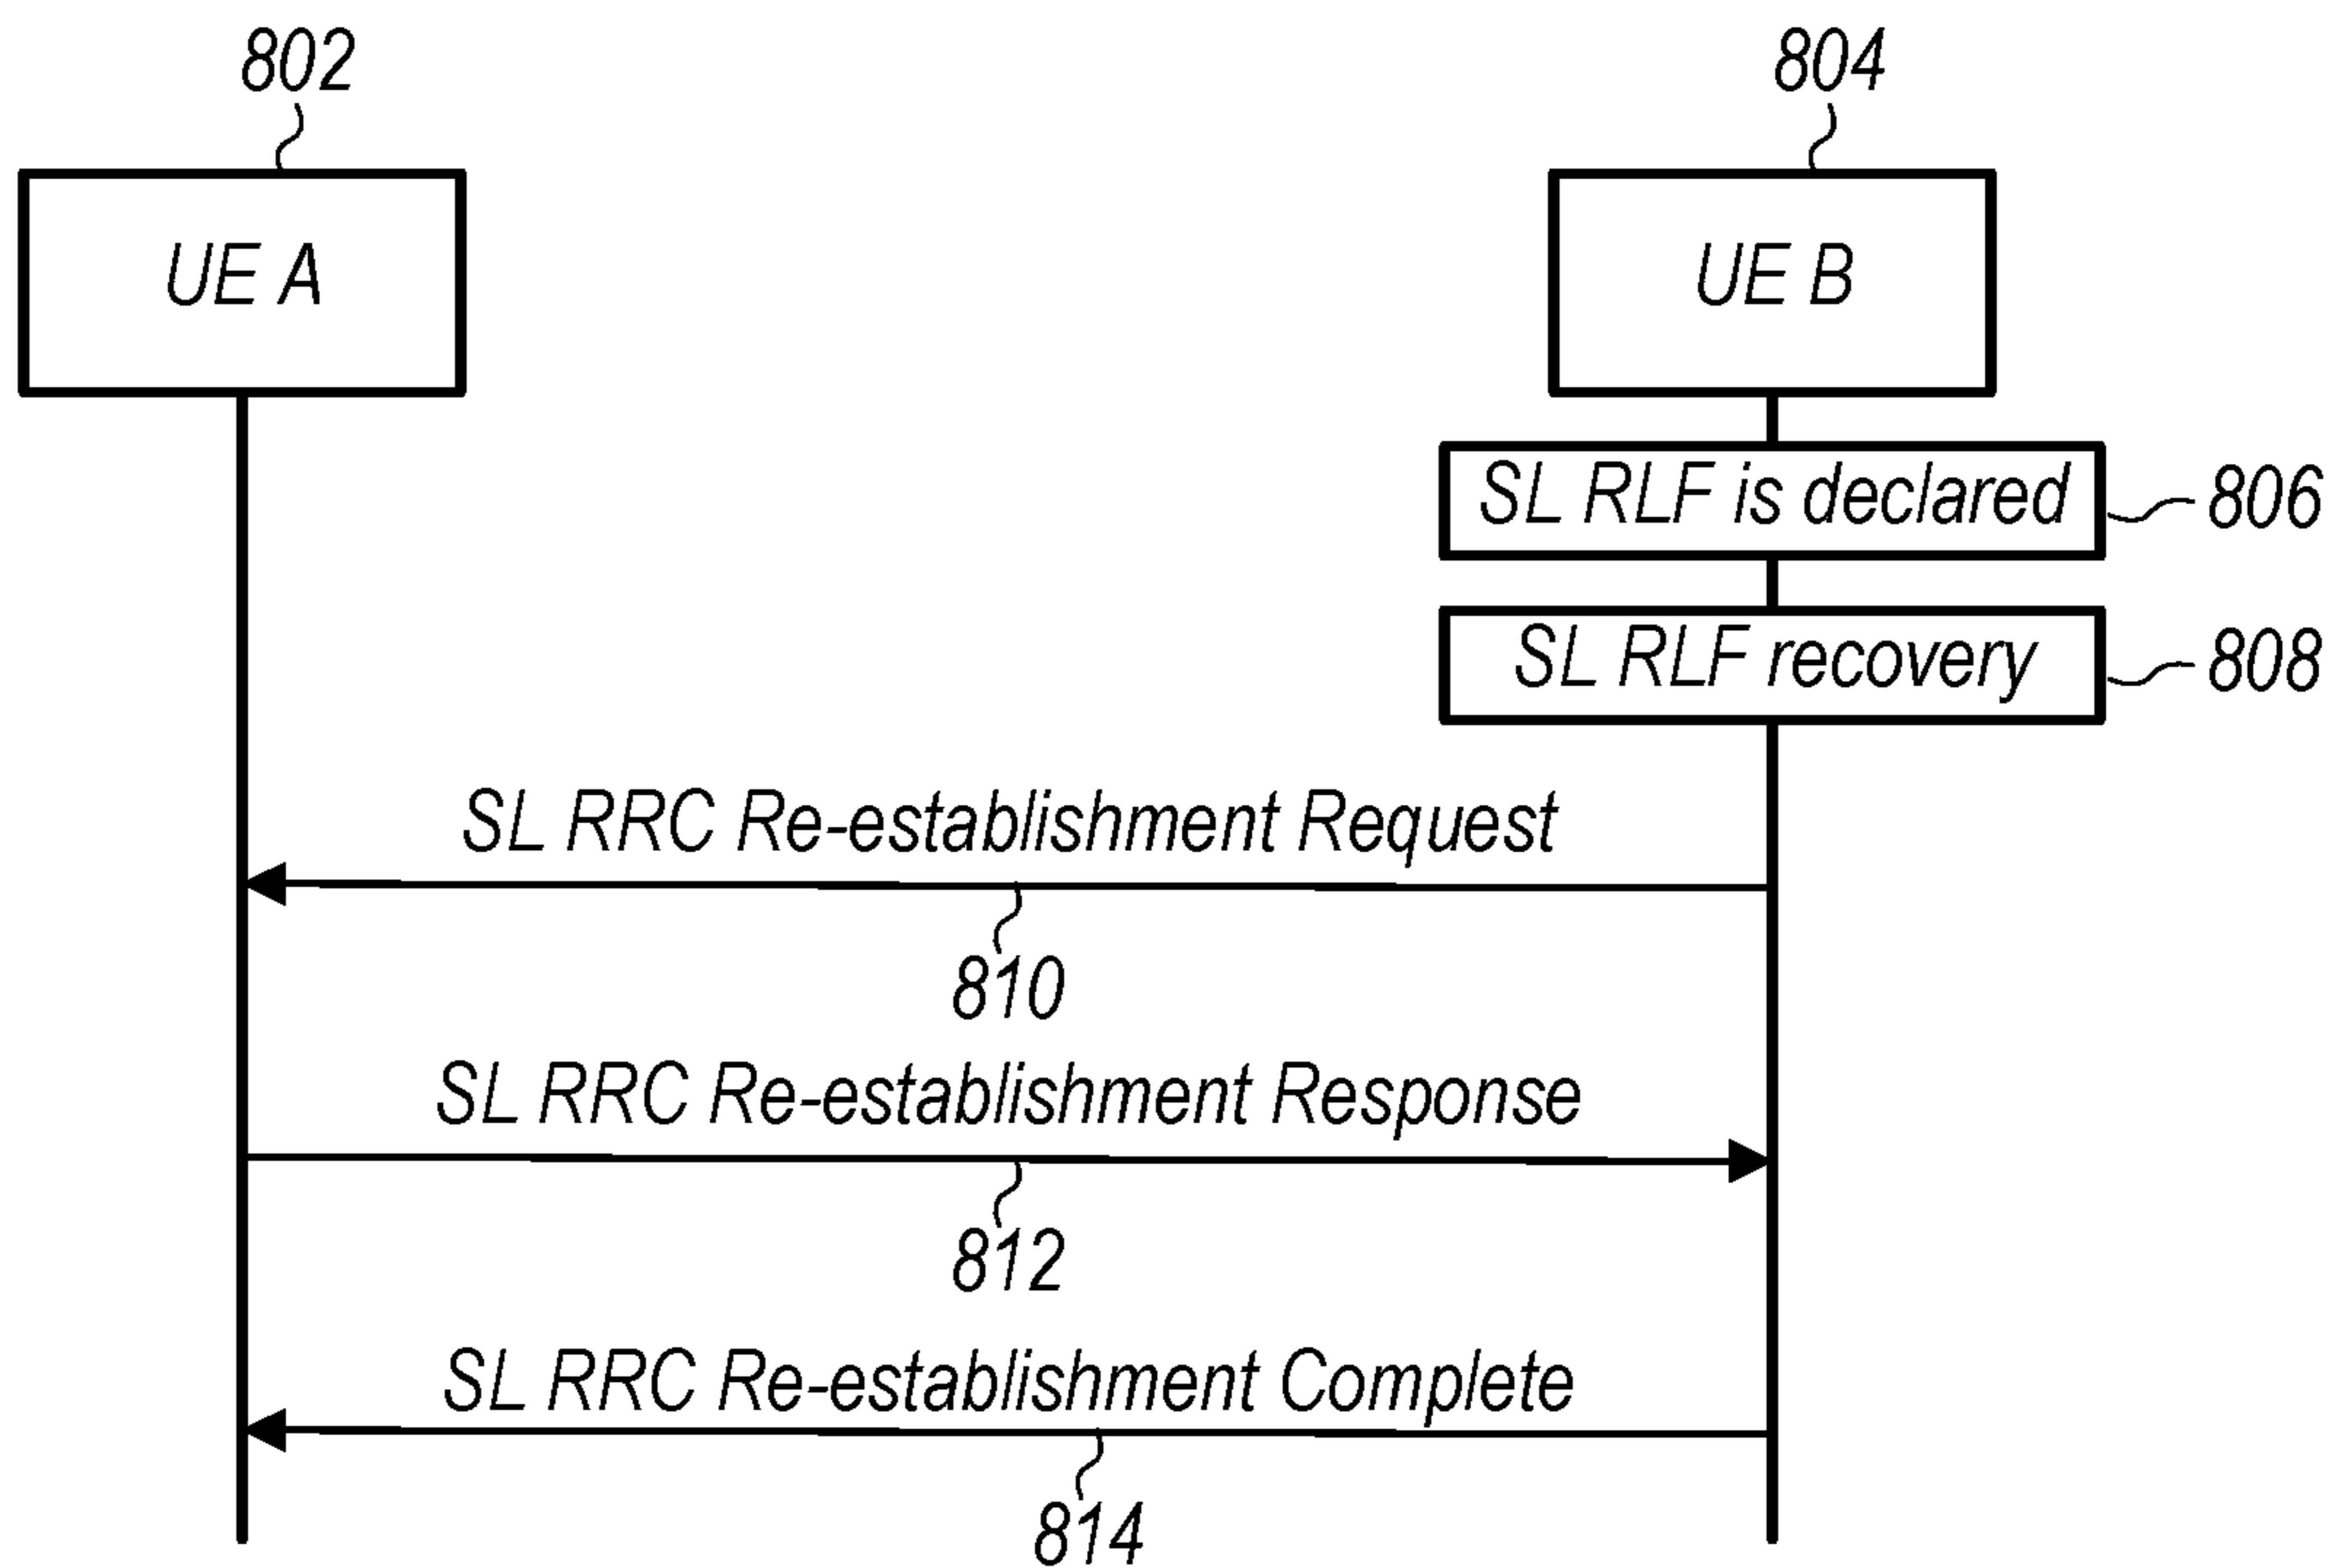 802
804
UE A
UE B
SL RLF is declared
806
SL RLF recovery
808
SL RRC Re-establishment Request
810
SL RRC Re-establishment Response
812
SL RRC Re-establishment Complete
814